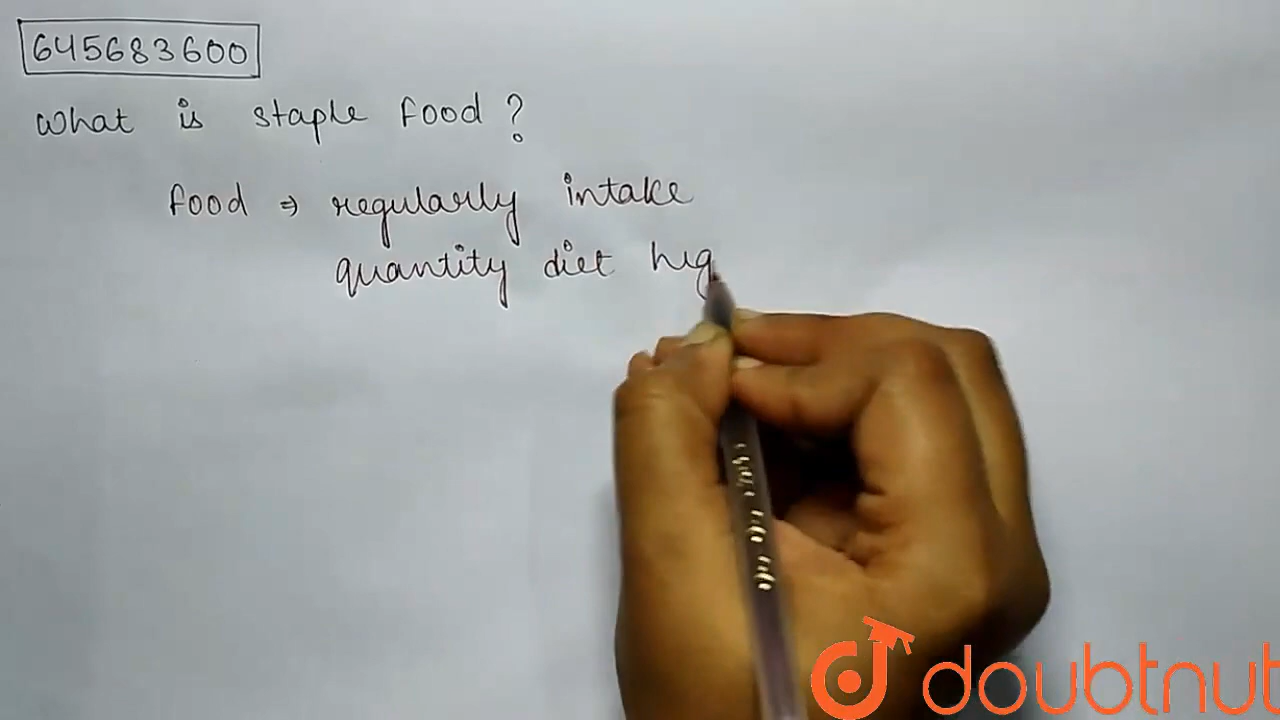 645683600
What is staple food?
food ⇒ regularly intake
quantity diet
doubtnut